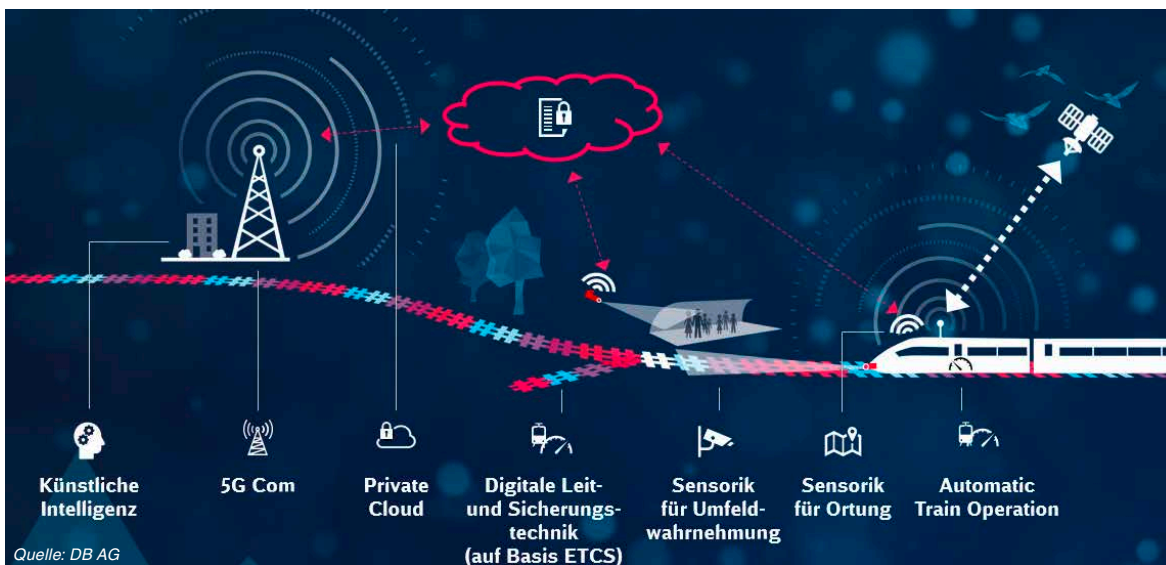 Künstliche
Intelligenz
5G Com
Private
Cloud
Digitale Leit-
und Sicherungs-
technik
(auf Basis ETCS)
Sensorik
für Umfeld-
wahrnehmung
Sensorik
für Ortung
Automatic
Train Operation
Quelle: DB AG